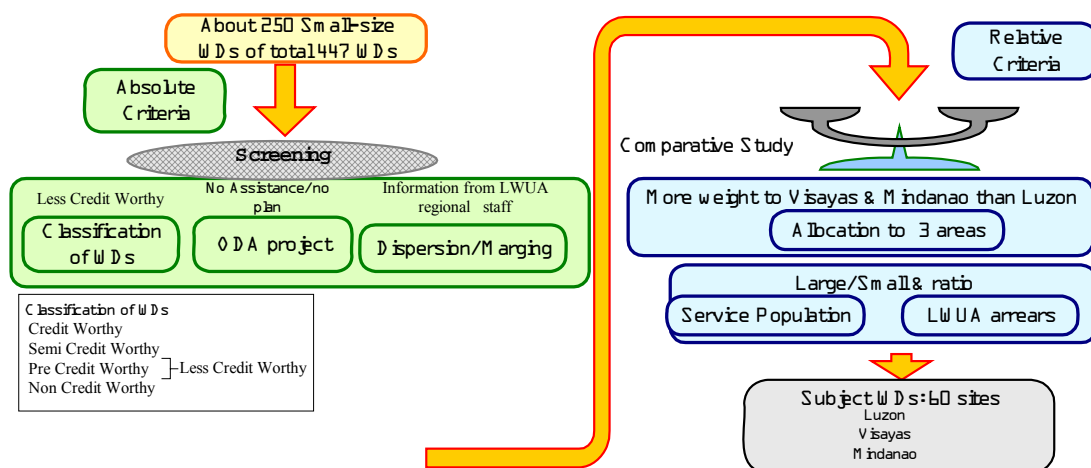 About 250 Small-size
WDs of total 447 WDs
Absolute
Criteria
Screening
Less Credit Worthy
Classification
of WDs
No Assistance/no
plan
ODA project
Information from LWUA
regional staff
Dispersion/Marging
Classification of WDs
Credit Worthy
Semi Credit Worthy
Pre Credit Worthy
Non Credit Worthy
Less Credit Worthy
Relative
Criteria
Comparative Study
More weight to Visayas & Mindanao than Luzon
Allocation to 3 areas
Large/Small & ratio
Service Population
LWUA arrears
Subject WDs: 60 sites
Luzon
Visayas
Mindanao